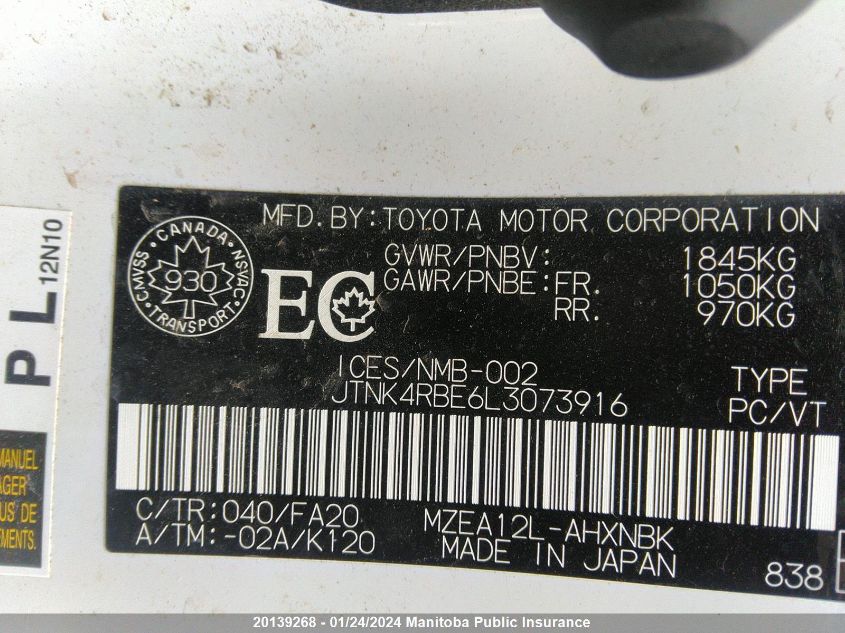 MFD. BY: TOYOTA MOTOR CORPORATION
GVWR/PNBV: 1845KG
GAWR/PNBE: FR. 1050KG
RR. 970KG
CANADA
CMVSS 930 NSVAC
TRANSPORT
EC
ICES/NMB-002
JTNK4RBE6L3073916
TYPE
PC/VT
C/TR: 040/FA20
A/TM: -02A/K120
MZEA12L-AHXNBK
MADE IN JAPAN
838
P L 12N10
MANUEL
AGER
US DE
EMENTS.
20139268 - 01/24/2024 Manitoba Public Insurance